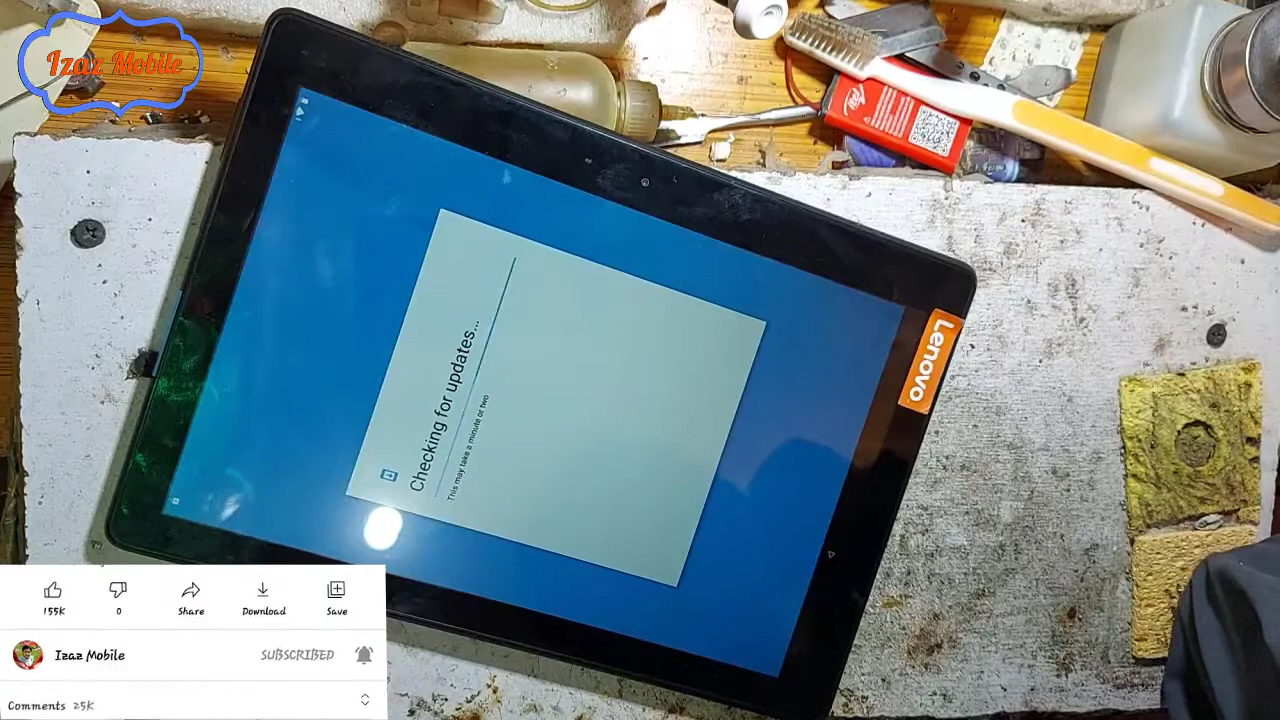 Izaz Mobile
Lenovo
Checking for updates...
This may take a minute or two
155K
0
Share
Download
Save
Izaz Mobile
SUBSCRIBED
Comments 25K